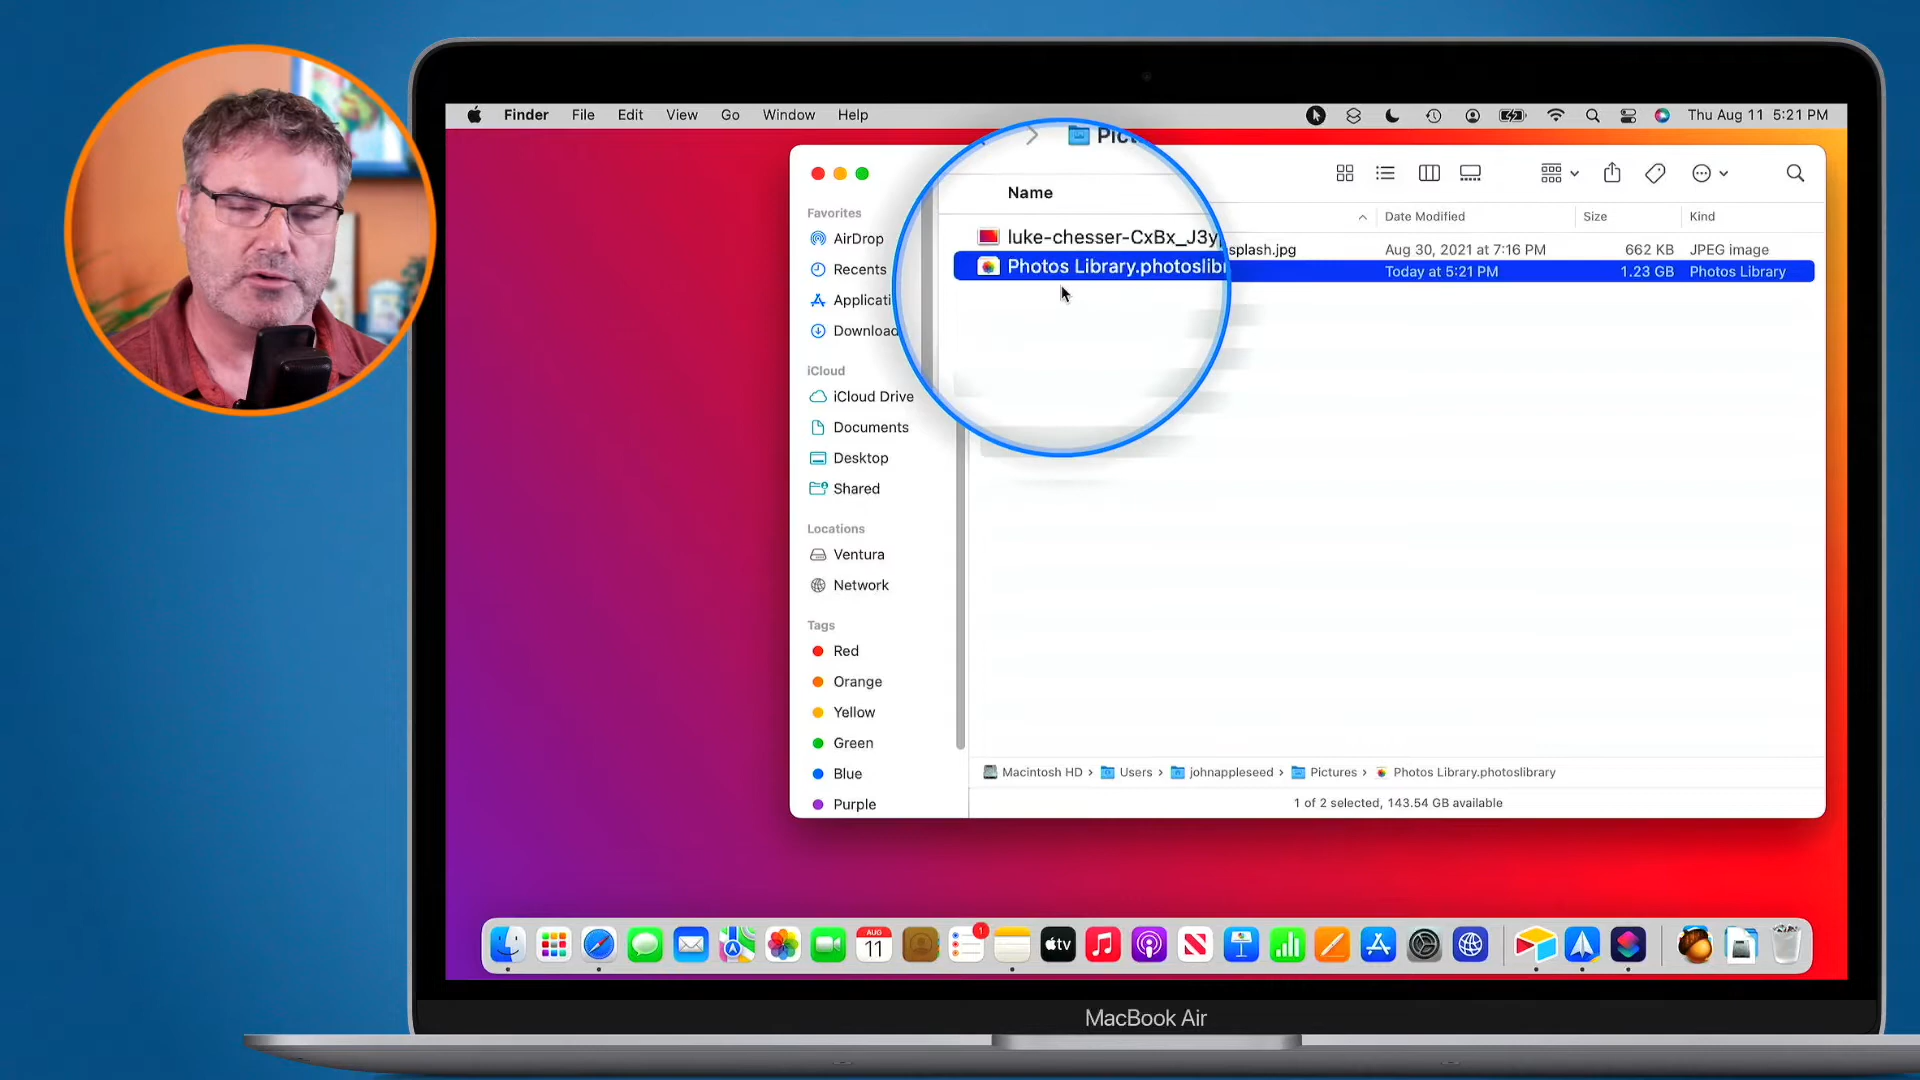 Finder File Edit View Go Window Help Thu Aug 11 5:21 PM
Name
Date Modified Size Kind
luke-chesser-CxBx_J3y splash.jpg Aug 30, 2021 at 7:16 PM 662 KB JPEG image
Photos Library.photoslibr Today at 5:21 PM 1.23 GB Photos Library
Favorites
AirDrop
Recents
Applicati
Download
iCloud
iCloud Drive
Documents
Desktop
Shared
Locations
Ventura
Network
Tags
Red
Orange
Yellow
Green
Blue
Purple
Macintosh HD › Users › johnappleseed › Pictures › Photos Library.photoslibrary
1 of 2 selected, 143.54 GB available
AUG
11
1
tv
MacBook Air